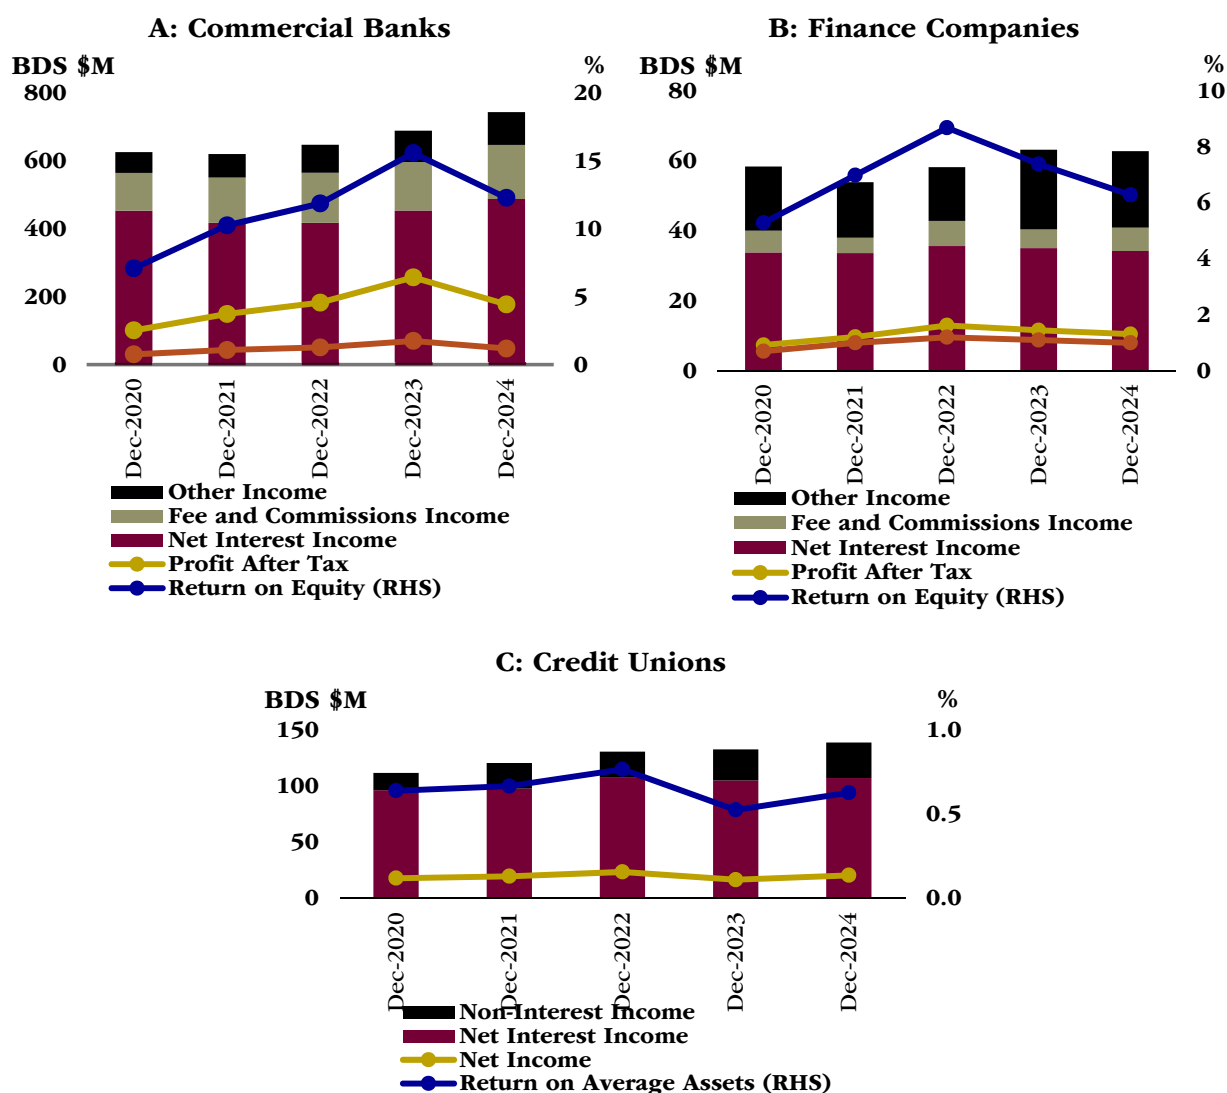 A: Commercial Banks
BDS $M
%
800
600
400
200
0
20
15
10
5
0
Dec-2020
Dec-2021
Dec-2022
Dec-2023
Dec-2024
Other Income
Fee and Commissions Income
Net Interest Income
Profit After Tax
Return on Equity (RHS)
B: Finance Companies
BDS $M
%
80
60
40
20
0
10
8
6
4
2
0
Dec-2020
Dec-2021
Dec-2022
Dec-2023
Dec-2024
Other Income
Fee and Commissions Income
Net Interest Income
Profit After Tax
Return on Equity (RHS)
C: Credit Unions
BDS $M
%
150
100
50
0
1.0
0.5
0.0
Dec-2020
Dec-2021
Dec-2022
Dec-2023
Dec-2024
Non-Interest Income
Net Interest Income
Net Income
Return on Average Assets (RHS)